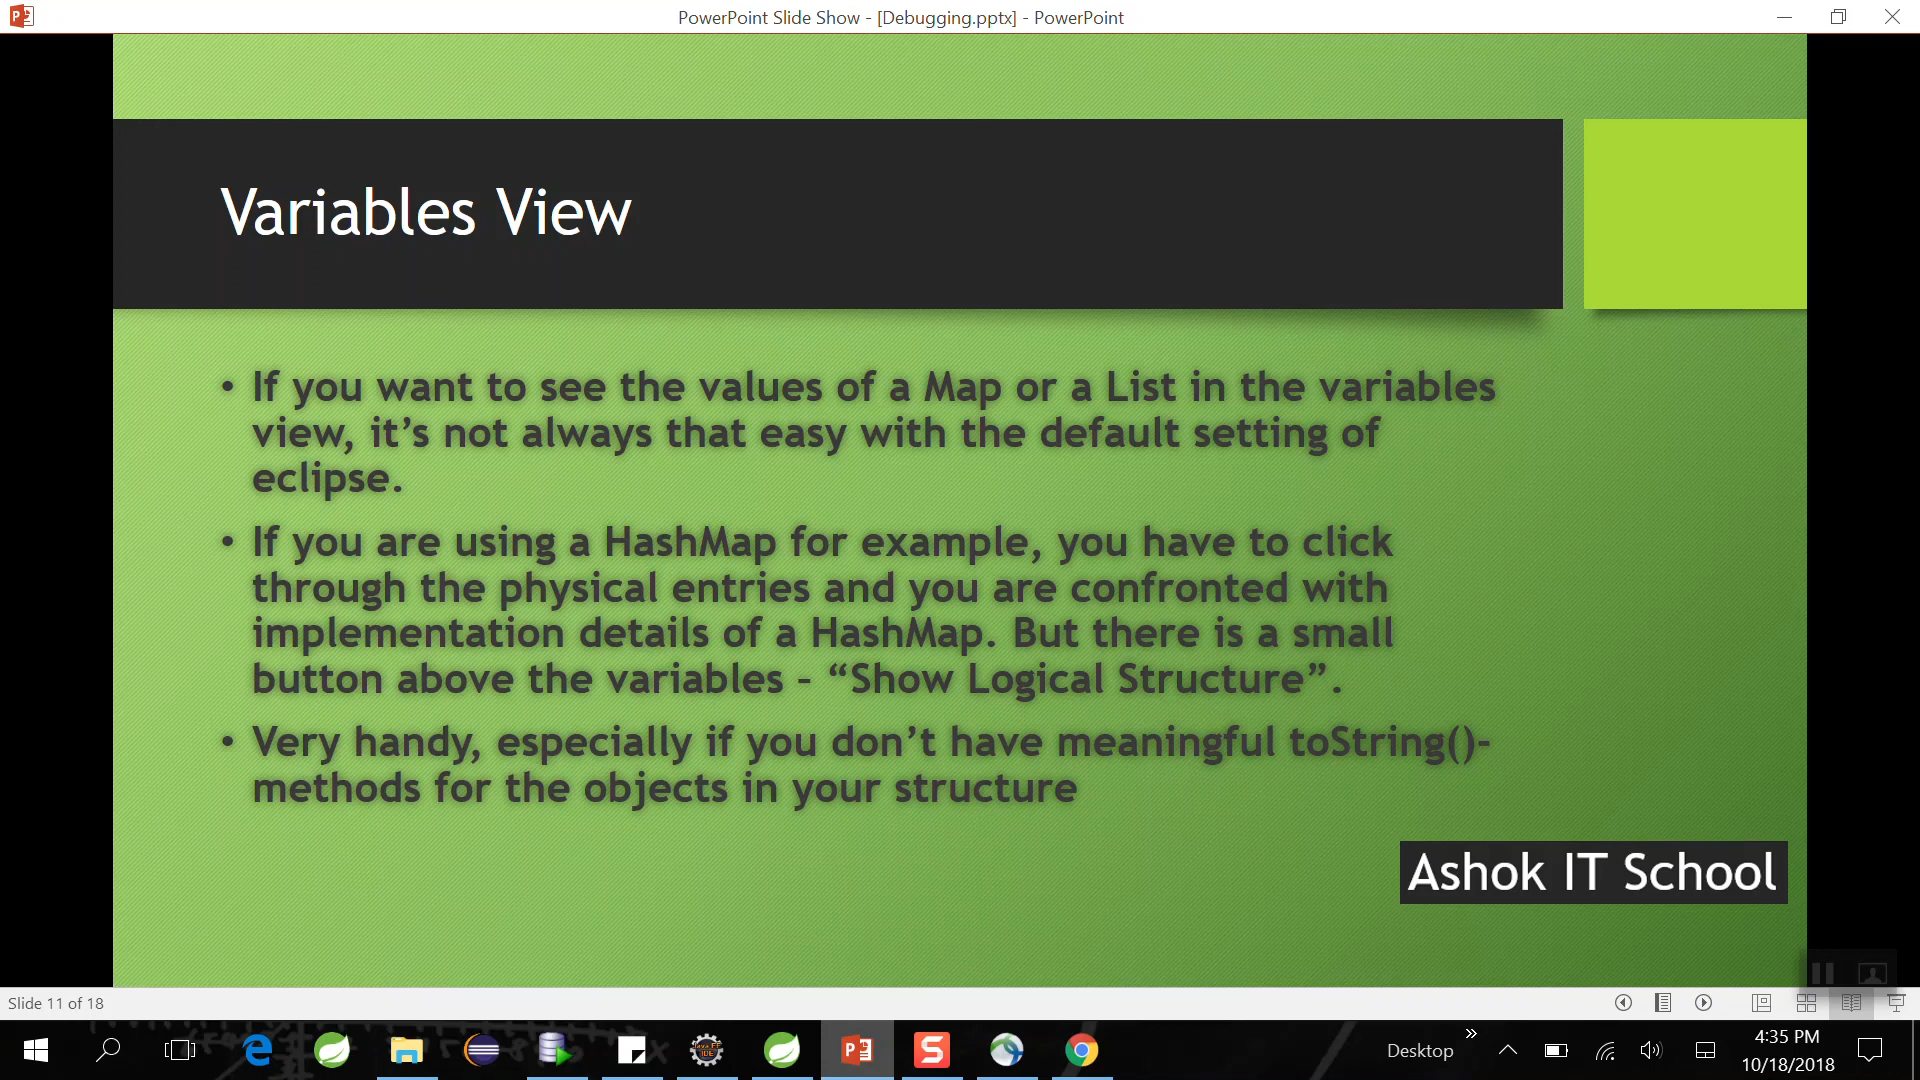 PowerPoint Slide Show - [Debugging.pptx] - PowerPoint
Variables View
• If you want to see the values of a Map or a List in the variables
view, it’s not always that easy with the default setting of
eclipse.
• If you are using a HashMap for example, you have to click
through the physical entries and you are confronted with
implementation details of a HashMap. But there is a small
button above the variables – “Show Logical Structure”.
• Very handy, especially if you don’t have meaningful toString()-
methods for the objects in your structure
Ashok IT School
Slide 11 of 18
Desktop
4:35 PM
10/18/2018